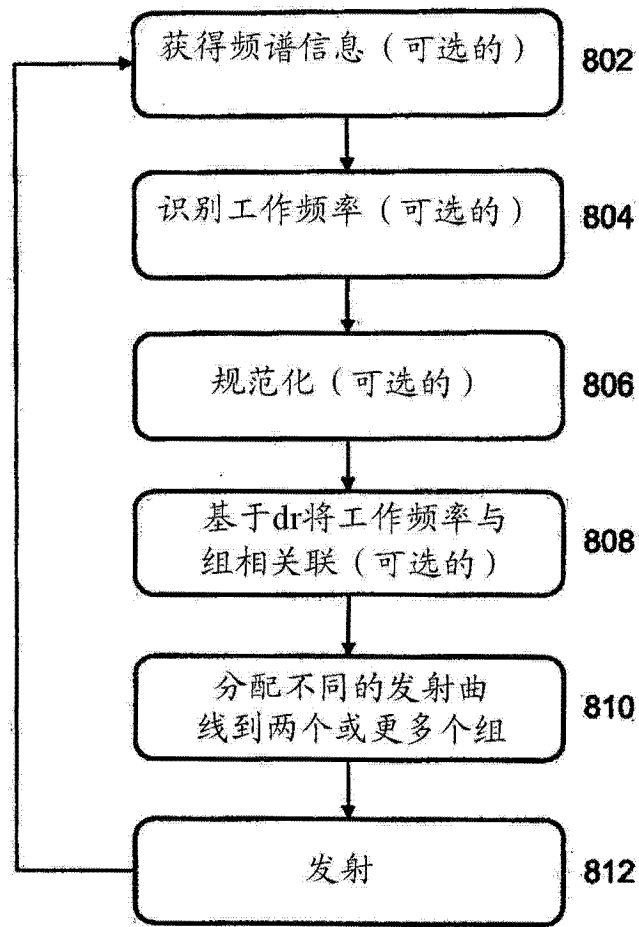 获得频谱信息（可选的）
802
识别工作频率（可选的）
804
规范化（可选的）
806
基于dr将工作频率与
组相关联（可选的）
808
分配不同的发射曲
线到两个或更多个组
810
发射
812